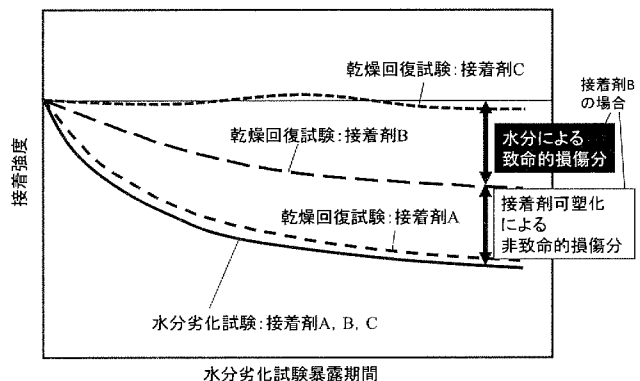 乾燥回復試験:接着剤C
接着剤B
の場合
乾燥回復試験:接着剤B
水分による
致命的損傷分
接着強度
乾燥回復試験:接着剤A
接着剤可塑化
による
非致命的損傷分
水分劣化試験:接着剤A, B, C
水分劣化試験暴露期間